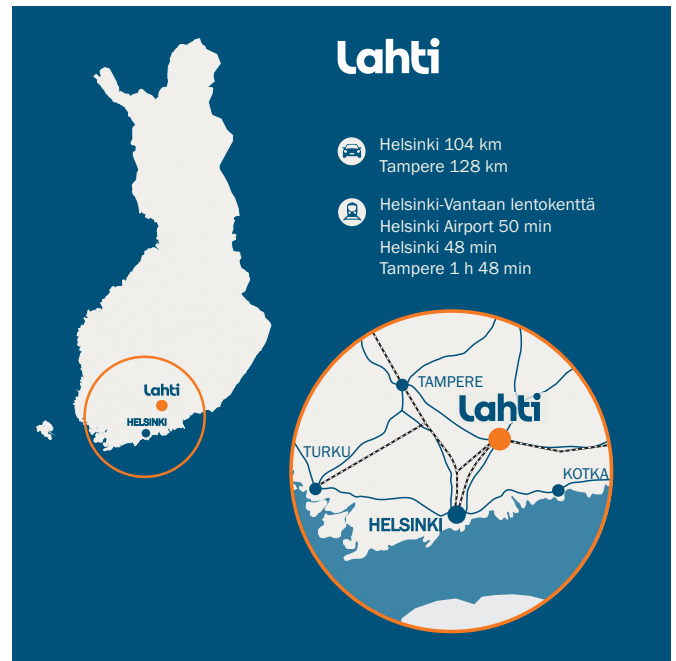 Lahti
Helsinki 104 km
Tampere 128 km
Helsinki-Vantaan lentokenttä
Helsinki Airport 50 min
Helsinki 48 min
Tampere 1 h 48 min
Lahti
HELSINKI
TAMPERE
Lahti
TURKU
KOTKA
HELSINKI